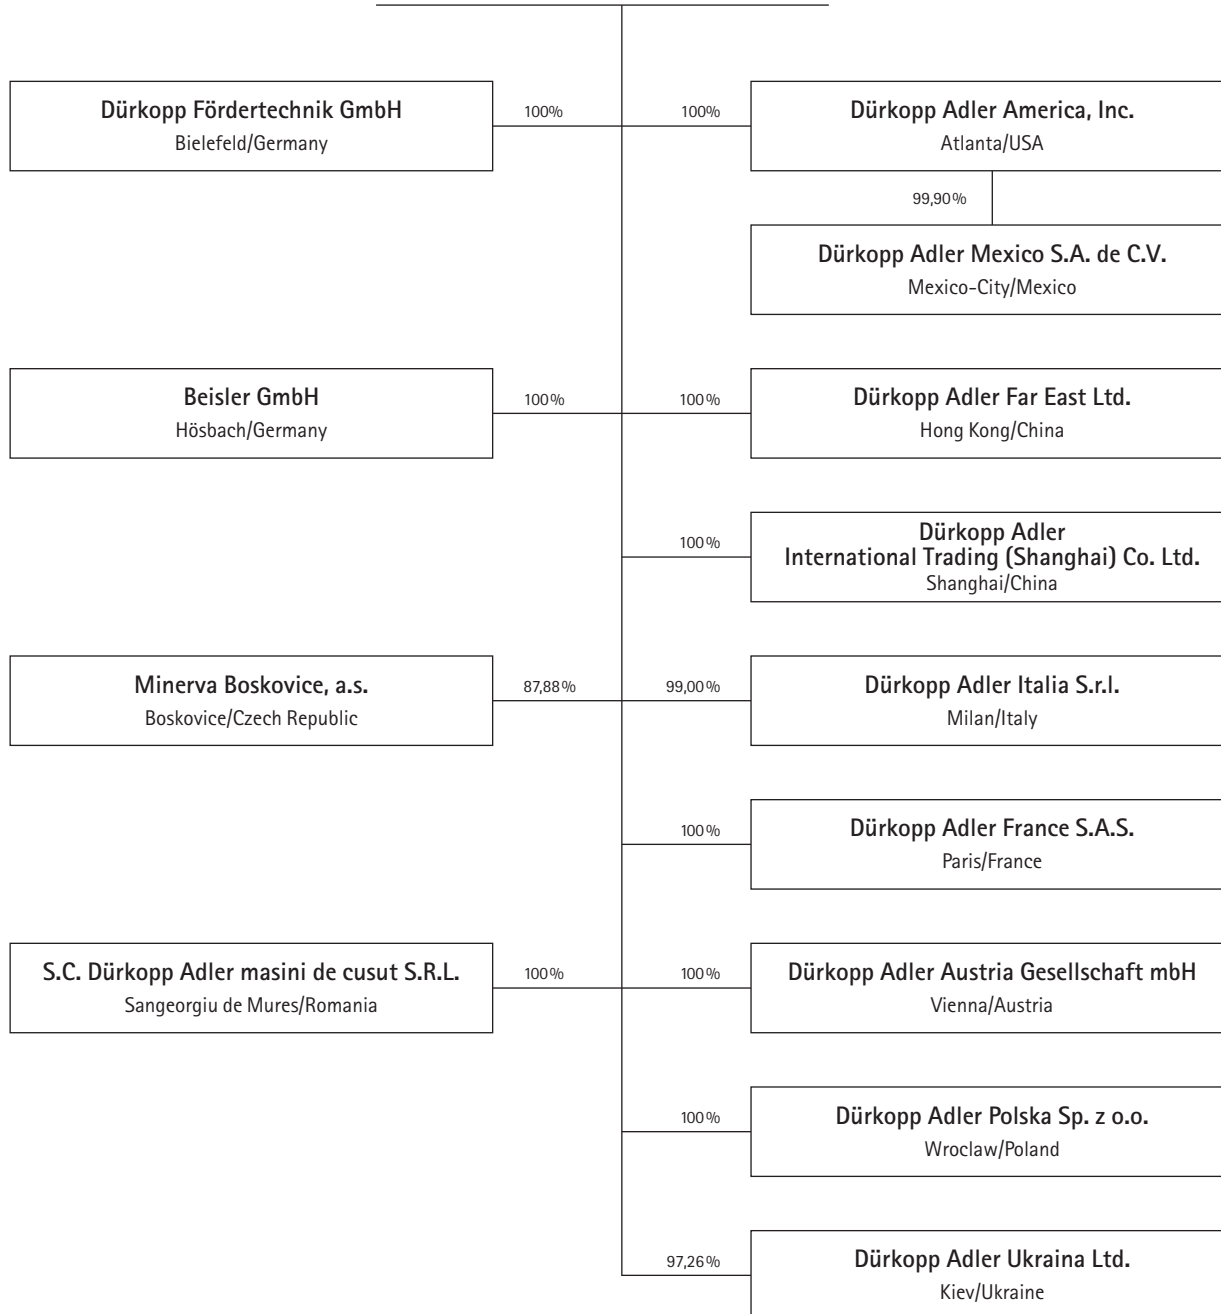 Dürkopp Fördertechnik GmbH
Bielefeld/Germany
100%
100%
Dürkopp Adler America, Inc.
Atlanta/USA
99,90%
Dürkopp Adler Mexico S.A. de C.V.
Mexico-City/Mexico
Beisler GmbH
Hösbach/Germany
100%
100%
Dürkopp Adler Far East Ltd.
Hong Kong/China
100%
Dürkopp Adler
International Trading (Shanghai) Co. Ltd.
Shanghai/China
Minerva Boskovice, a.s.
Boskovice/Czech Republic
87,88%
99,00%
Dürkopp Adler Italia S.r.l.
Milan/Italy
100%
Dürkopp Adler France S.A.S.
Paris/France
S.C. Dürkopp Adler masini de cusut S.R.L.
Sangeorgiu de Mures/Romania
100%
100%
Dürkopp Adler Austria Gesellschaft mbH
Vienna/Austria
100%
Dürkopp Adler Polska Sp. z o.o.
Wroclaw/Poland
97,26%
Dürkopp Adler Ukraina Ltd.
Kiev/Ukraine